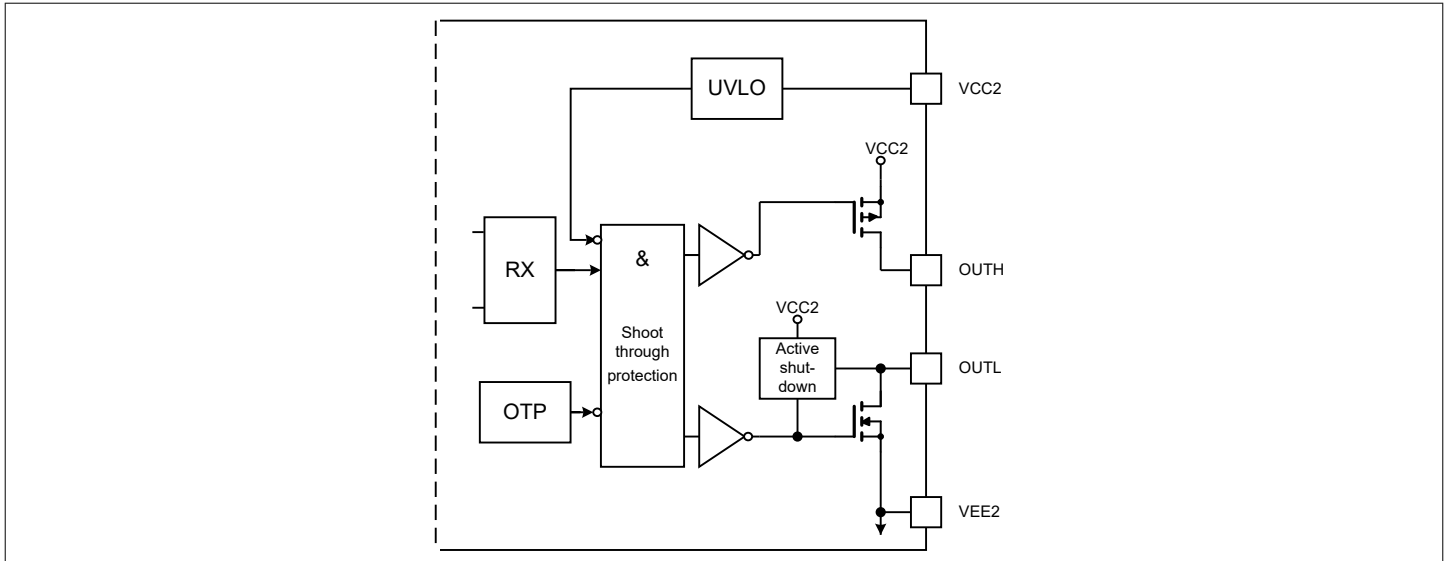 UVLO
VCC2
VCC2
RX
&
OUTH
Shoot
through
protection
VCC2
Active
shut-
down
OUTL
OTP
VEE2